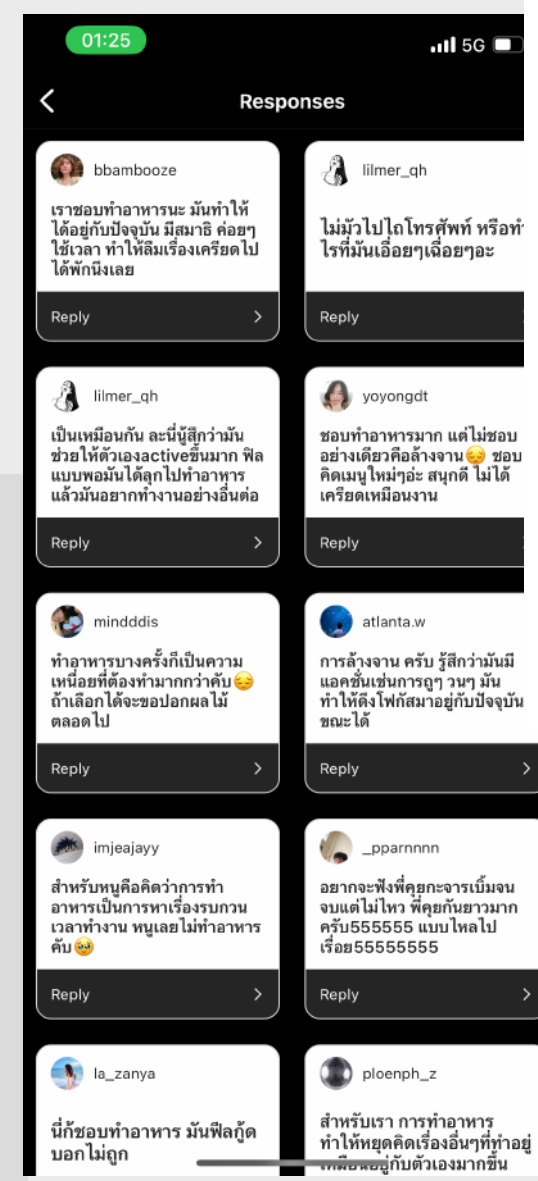 01:25
5G
Responses
bbambooze
เราชอบทำอาหารนะ มันทำให้
ได้อยู่กับปัจจุบัน มีสมาธิ ค่อยๆ
ใช้เวลา ทำให้ลืมเรื่องเครียดไป
ได้พักนึงเลย
Reply
lilmer_qh
ไม่มัวไปไถโทรศัพท์ หรือทำ
ไรที่มันเอื่อยๆเฉื่อยๆอะ
Reply
lilmer_qh
เป็นเหมือนกัน ละนี่นู้สึกว่ามัน
ช่วยให้ตัวเองactiveขึ้นมาก ฟิล
แบบพอมันได้ลุกไปทำอาหาร
แล้วมันอยากทำงานอย่างอื่นต่อ
Reply
yoyongdt
ชอบทำอาหารมาก แต่ไม่ชอบ
อย่างเดียวคือล้างจาน😔 ชอบ
คิดเมนูใหม่ๆอ่ะ สนุกดี ไม่ได้
เครียดเหมือนงาน
Reply
mindddis
ทำอาหารบางครั้งก็เป็นความ
เหนื่อยที่ต้องทำมากกว่าคับ😔
ถ้าเลือกได้จะขอปอกผลไม้
ตลอดไป
Reply
atlanta.w
การล้างจาน ครับ รู้สึกว่ามันมี
แอคชั่นเช่นการถูๆ วนๆ มัน
ทำให้ดึงโฟกัสมาอยู่กับปัจจุบัน
ขณะได้
Reply
imjeajayy
สำหรับหนูคือคิดว่าการทำ
อาหารเป็นการหาเรื่องรบกวน
เวลาทำงาน หนูเลยไม่ทำอาหาร
คับ🥹
Reply
_pparnnnn
อยากจะฟังพี่คุยกะจารเบิ้มจน
จบแต่ไม่ไหว พี่คุยกันยาวมาก
ครับ555555 แบบไหลไป
เรื่อย55555555
Reply
la_zanya
นี่ก้ชอบทำอาหาร มันฟีลกู้ด
บอกไม่ถูก
ploenph_z
สำหรับเรา การทำอาหาร
ทำให้หยุดคิดเรื่องอื่นๆที่ทำอยู่
เหมือนอยู่กับตัวเองมากขึ้น